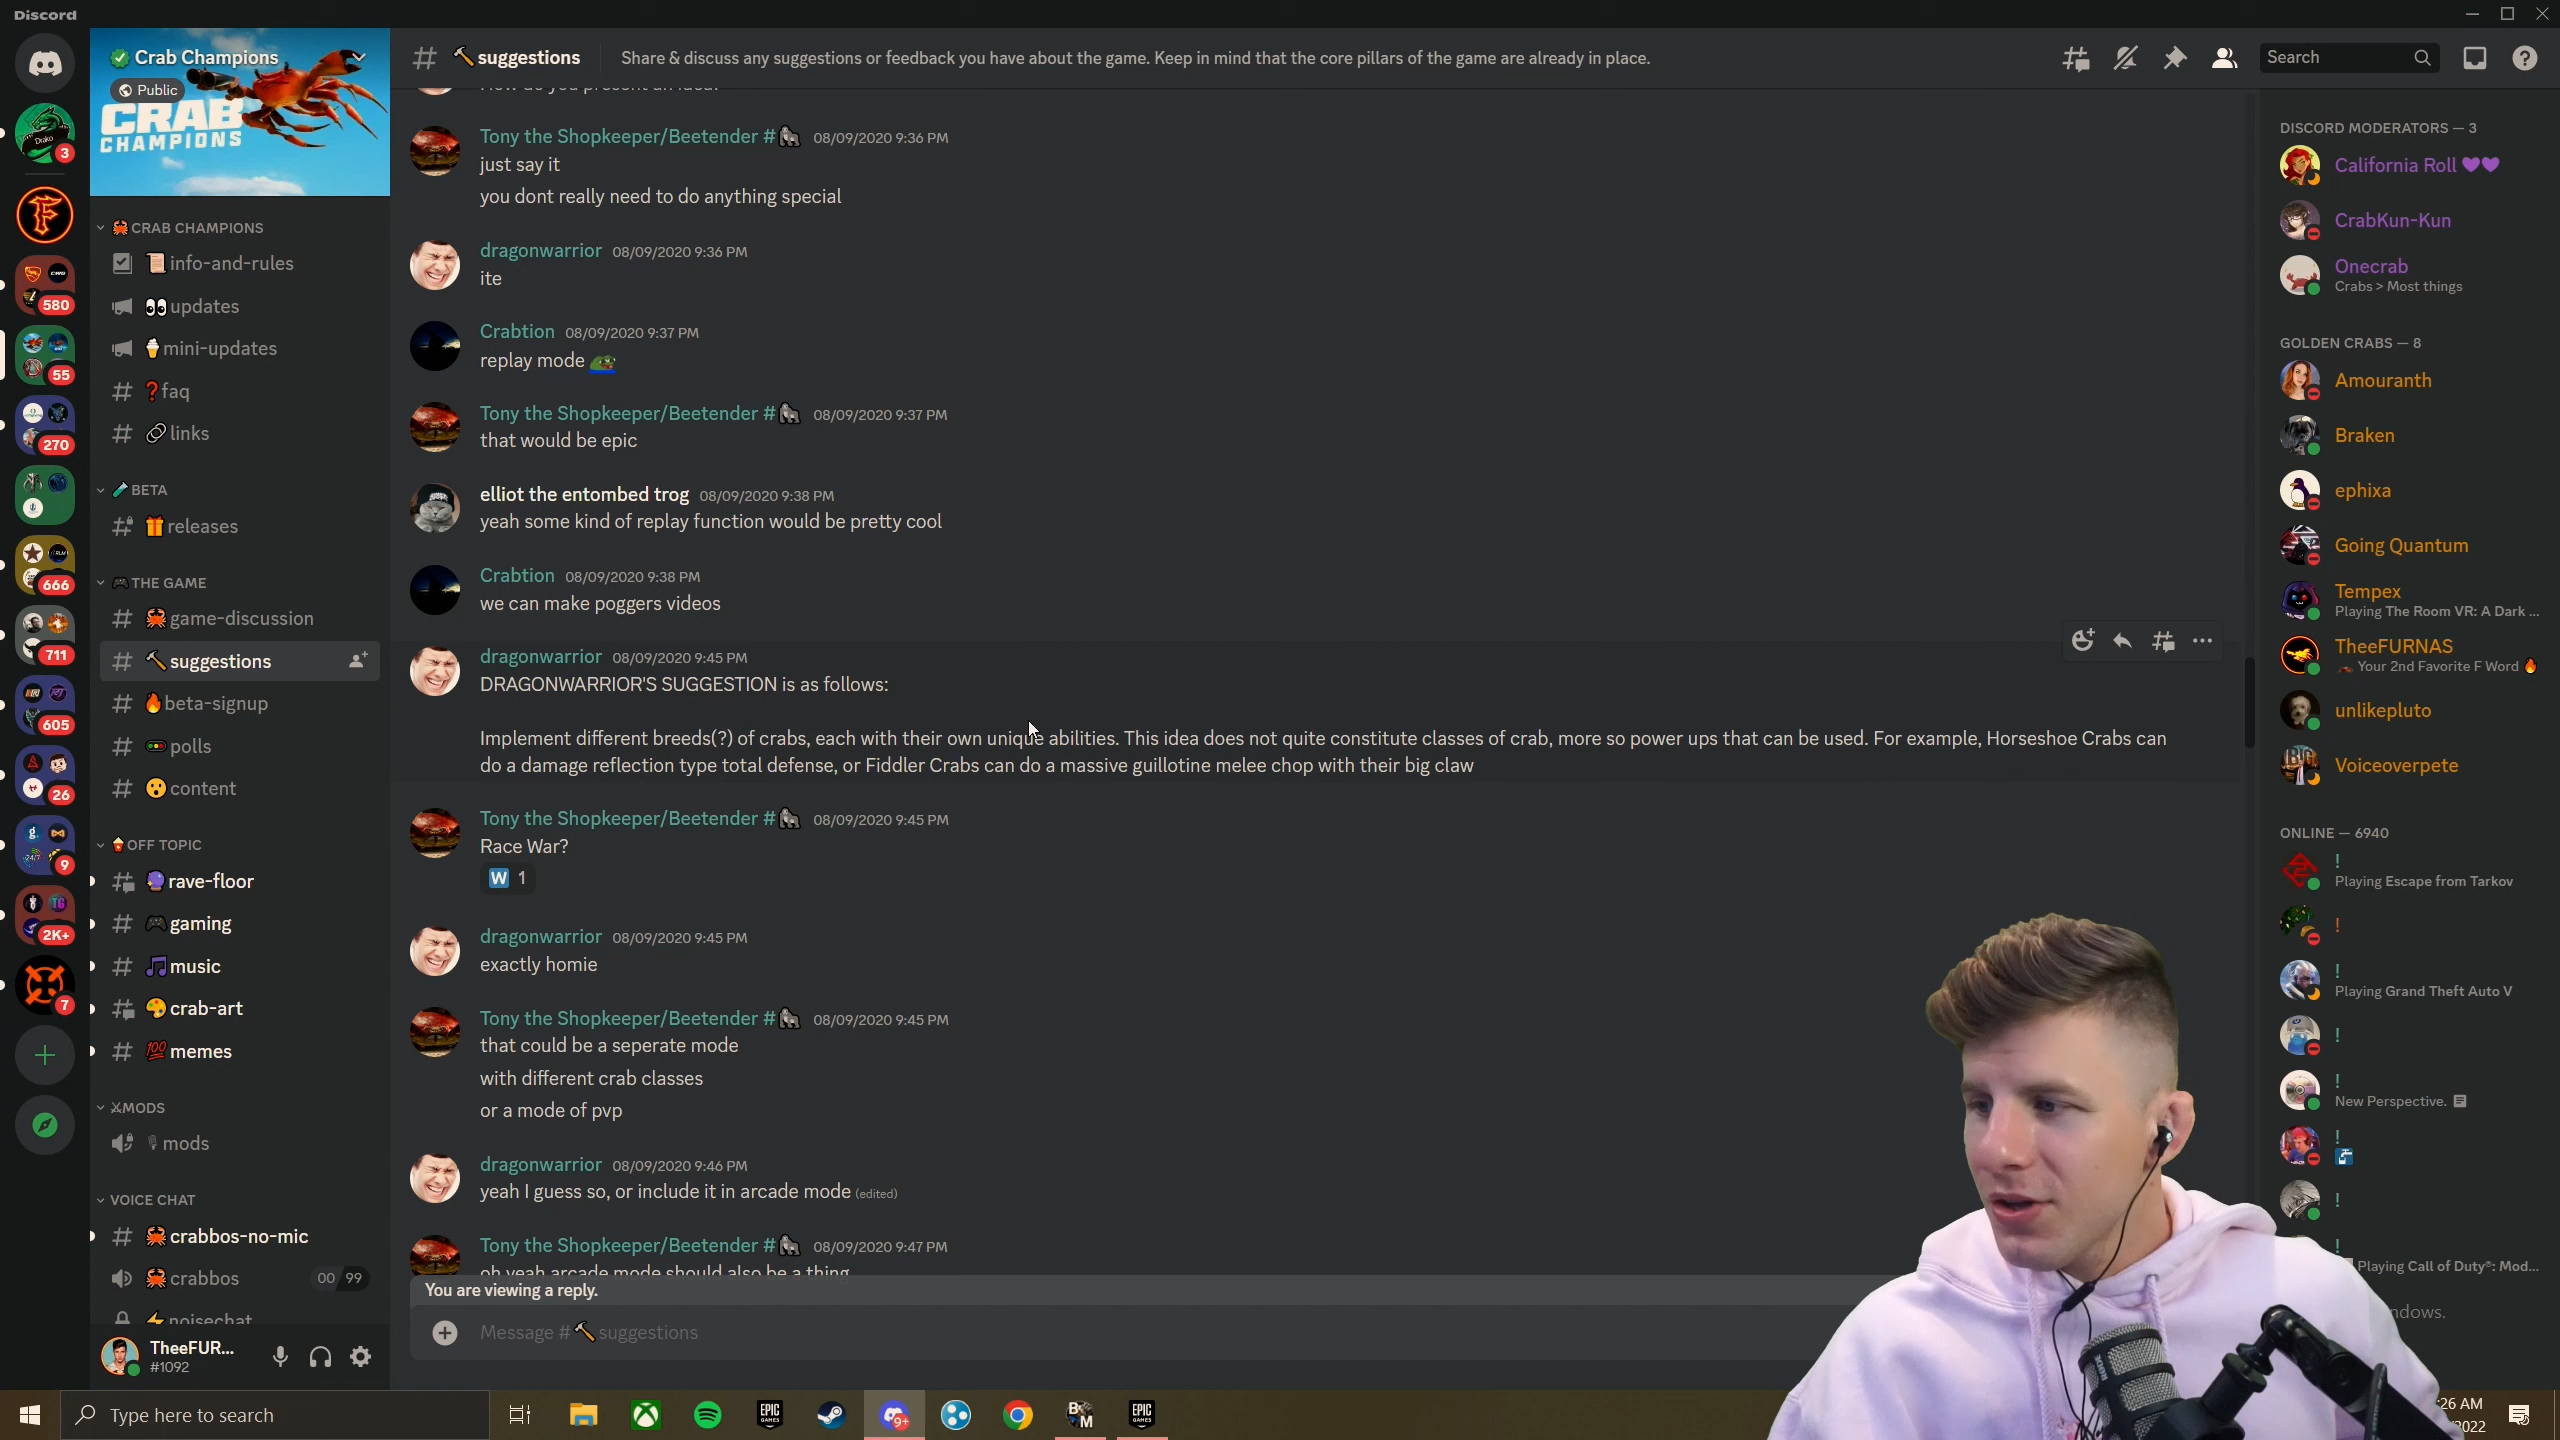 Discord
Crab Champions
Public
CRAB
CHAMPIONS
CRAB CHAMPIONS
info-and-rules
updates
mini-updates
faq
links
BETA
releases
THE GAME
game-discussion
suggestions
beta-signup
polls
content
OFF TOPIC
rave-floor
gaming
music
crab-art
memes
MODS
mods
VOICE CHAT
crabbos-no-mic
crabbos
00 99
noisechat
TheeFUR...
#1092
3
580
55
270
666
711
605
26
9
2K+
7
suggestions
Share & discuss any suggestions or feedback you have about the game. Keep in mind that the core pillars of the game are already in place.
Search
Tony the Shopkeeper/Beetender # 08/09/2020 9:36 PM
just say it
you dont really need to do anything special
dragonwarrior 08/09/2020 9:36 PM
ite
Crabtion 08/09/2020 9:37 PM
replay mode
Tony the Shopkeeper/Beetender # 08/09/2020 9:37 PM
that would be epic
elliot the entombed trog 08/09/2020 9:38 PM
yeah some kind of replay function would be pretty cool
Crabtion 08/09/2020 9:38 PM
we can make poggers videos
dragonwarrior 08/09/2020 9:45 PM
DRAGONWARRIOR'S SUGGESTION is as follows:
Implement different breeds(?) of crabs, each with their own unique abilities. This idea does not quite constitute classes of crab, more so power ups that can be used. For example, Horseshoe Crabs can
do a damage reflection type total defense, or Fiddler Crabs can do a massive guillotine melee chop with their big claw
Tony the Shopkeeper/Beetender # 08/09/2020 9:45 PM
Race War?
W 1
dragonwarrior 08/09/2020 9:45 PM
exactly homie
Tony the Shopkeeper/Beetender # 08/09/2020 9:45 PM
that could be a seperate mode
with different crab classes
or a mode of pvp
dragonwarrior 08/09/2020 9:46 PM
yeah I guess so, or include it in arcade mode (edited)
Tony the Shopkeeper/Beetender # 08/09/2020 9:47 PM
oh yeah arcade mode should also be a thing
You are viewing a reply.
Message # suggestions
DISCORD MODERATORS — 3
California Roll
CrabKun-Kun
Onecrab
Crabs > Most things
GOLDEN CRABS — 8
Amouranth
Braken
ephixa
Going Quantum
Tempex
Playing The Room VR: A Dark ...
TheeFURNAS
Your 2nd Favorite F Word
unlikepluto
Voiceoverpete
ONLINE — 6940
!
Playing Escape from Tarkov
!
!
Playing Grand Theft Auto V
!
!
New Perspective.
!
!
!
Playing Call of Duty®: Mod...
Type here to search
EPIC GAMES
9+
EPIC GAMES
26 AM
2022